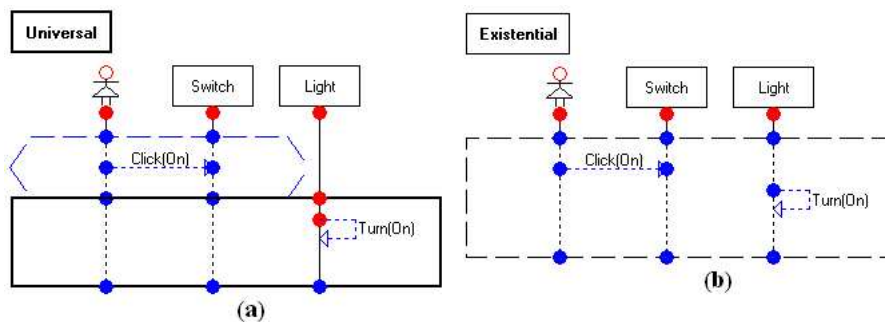 Universal
Switch
Light
Click(On)
Turn(On)
(a)
Existential
Switch
Light
Click(On)
Turn(On)
(b)